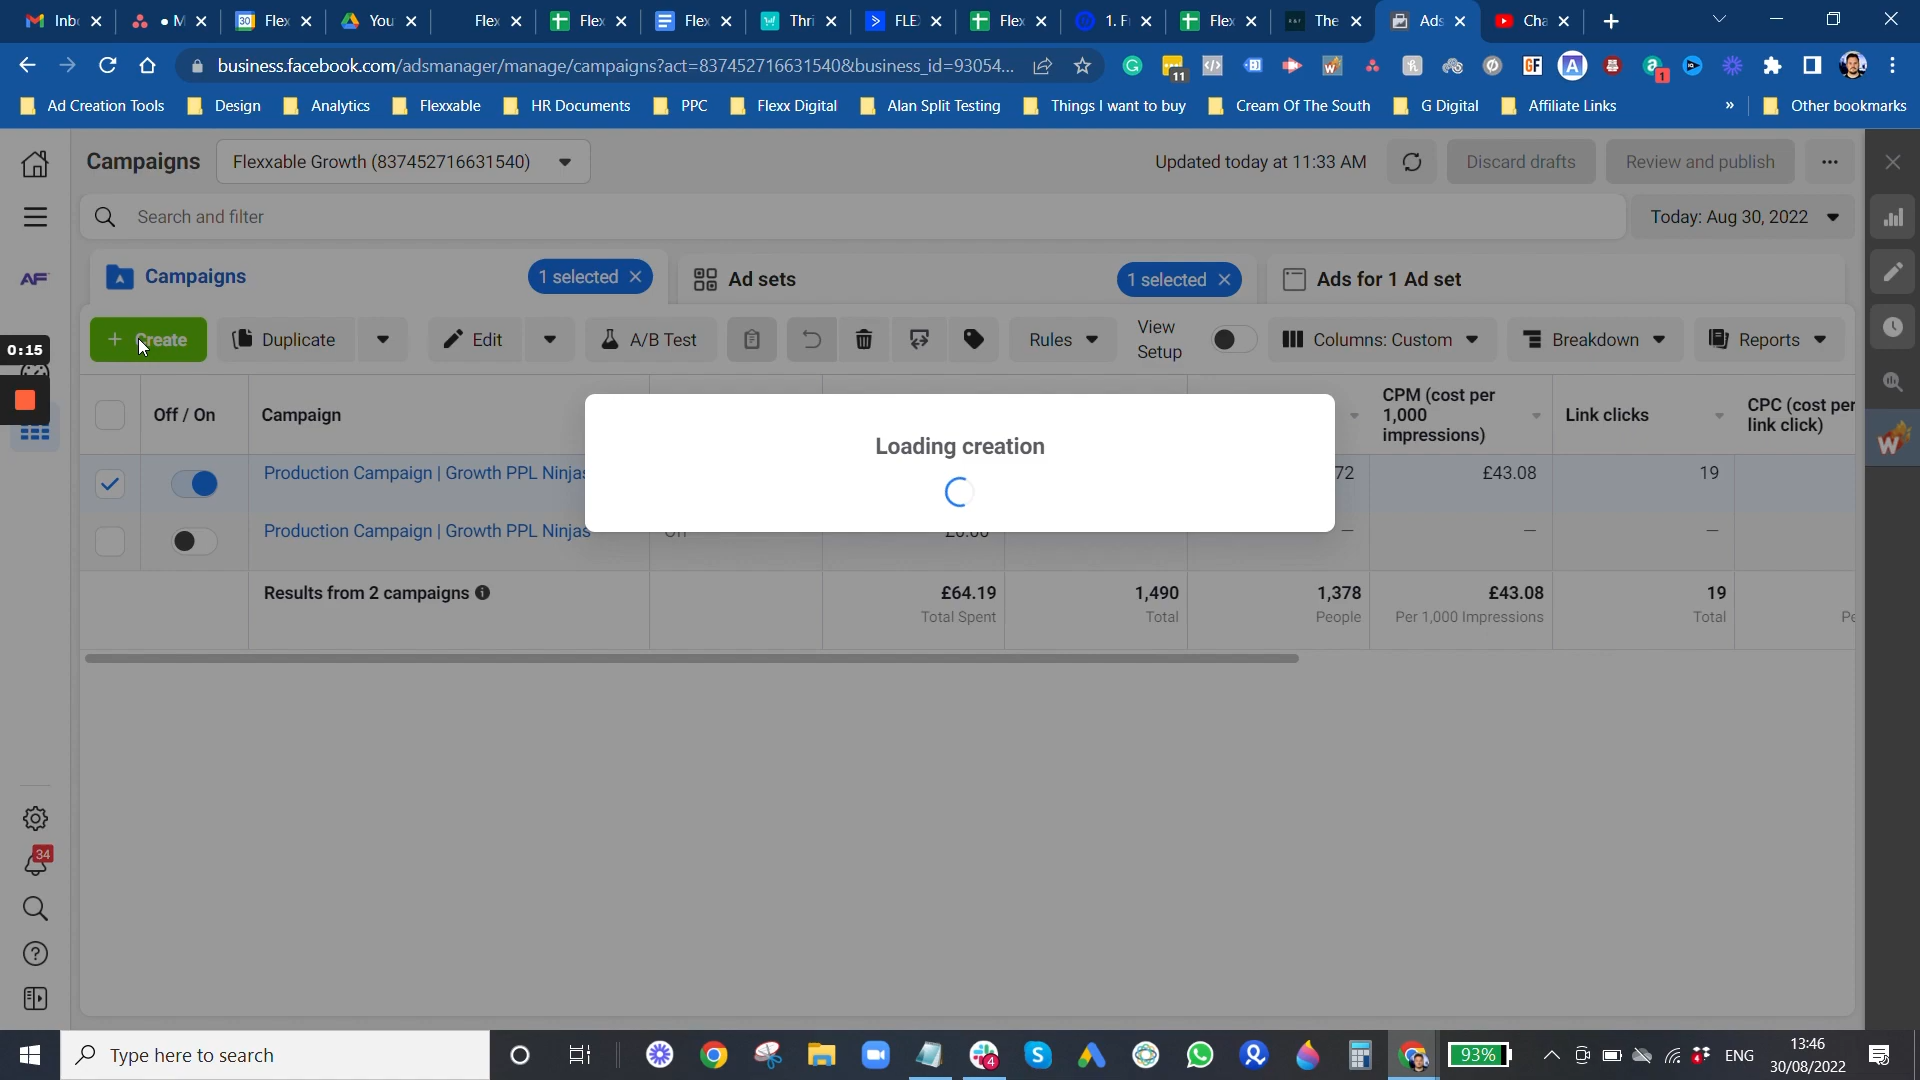 Inb
M
Flex
You
Flex
Flex
Flex
Thri
FLE
Flex
1. F
Flex
The
Ads
Cha
business.facebook.com/adsmanager/manage/campaigns?act=837452716631540&business_id=93054...
11
1
Ad Creation Tools
Design
Analytics
Flexxable
HR Documents
PPC
Flexx Digital
Alan Split Testing
Things I want to buy
Cream Of The South
G Digital
Affiliate Links
»
Other bookmarks
Campaigns
Flexxable Growth (837452716631540)
Updated today at 11:33 AM
Discard drafts
Review and publish
Search and filter
Today: Aug 30, 2022
AF
Campaigns
1 selected
Ad sets
1 selected
Ads for 1 Ad set
0:15
+ Create
Duplicate
Edit
A/B Test
Rules
View
Setup
Columns: Custom
Breakdown
Reports
Off / On
Campaign
CPM (cost per
1,000
impressions)
Link clicks
CPC (cost per
link click)
Loading creation
Production Campaign | Growth PPL Ninjas
72
£43.08
19
Production Campaign | Growth PPL Ninjas
Off
£0.00
—
—
—
Results from 2 campaigns
£64.19
Total Spent
1,490
Total
1,378
People
£43.08
Per 1,000 Impressions
19
Total
Pe
34
Type here to search
4
93%
ENG
13:46
30/08/2022